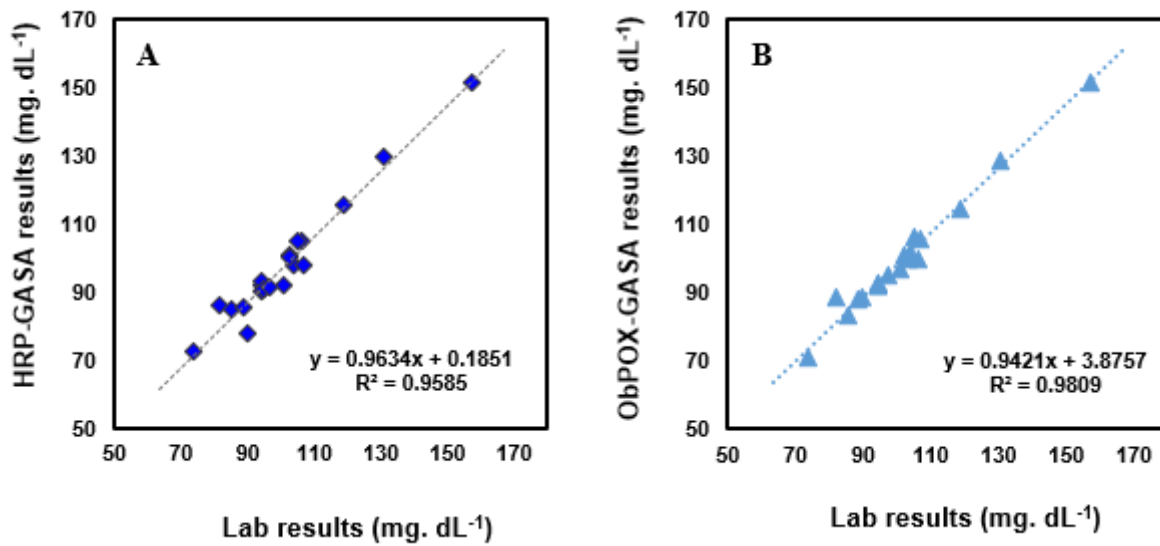 A
HRP-GASA results (mg. dL⁻¹)
170
150
130
110
90
70
50
y = 0.9634x + 0.1851
R² = 0.9585
50 70 90 110 130 150 170
Lab results (mg. dL⁻¹)
B
ObPOX-GASA results (mg. dL⁻¹)
170
150
130
110
90
70
50
y = 0.9421x + 3.8757
R² = 0.9809
50 70 90 110 130 150 170
Lab results (mg. dL⁻¹)